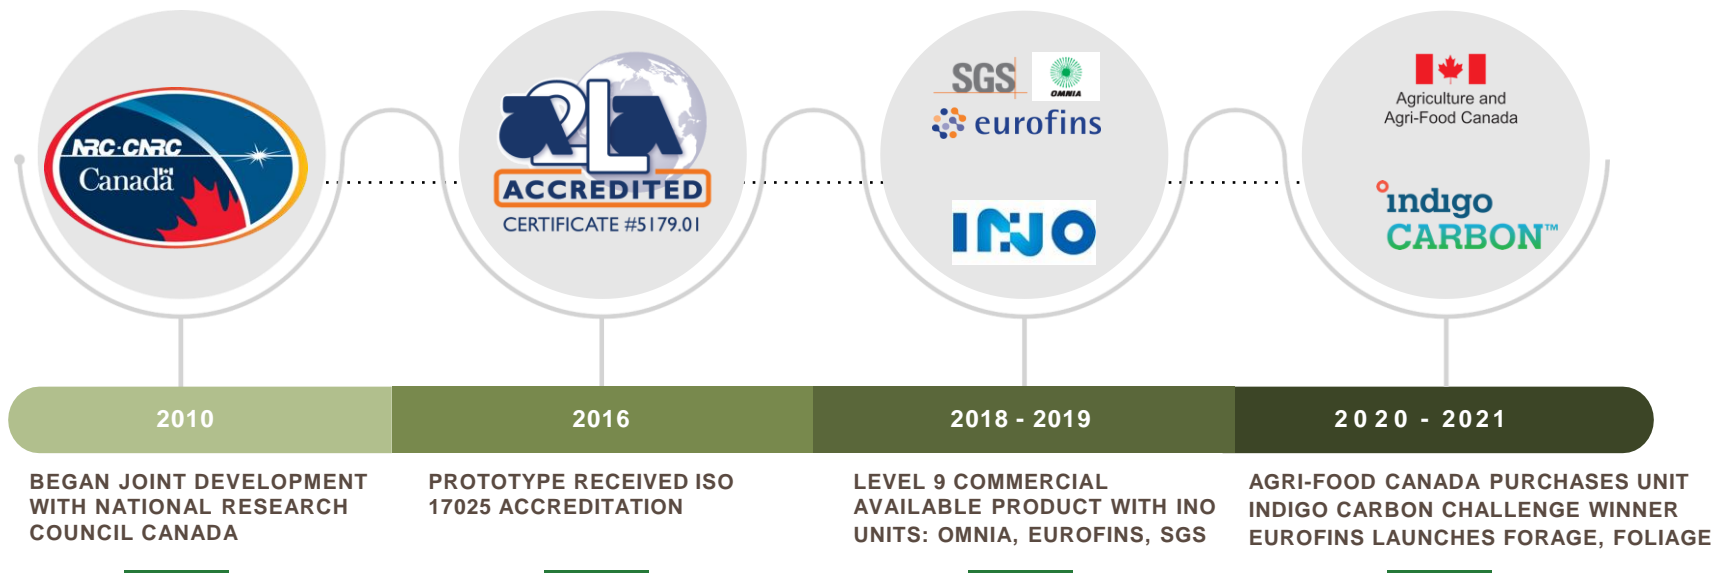 NRC·CNRC
Canada
a2La
ACCREDITED
CERTIFICATE #5179.01
SGS
OMNIA
eurofins
INO
Agriculture and
Agri-Food Canada
indigo
CARBON™
2010
2016
2018 - 2019
2020 - 2021
BEGAN JOINT DEVELOPMENT
WITH NATIONAL RESEARCH
COUNCIL CANADA
PROTOTYPE RECEIVED ISO
17025 ACCREDITATION
LEVEL 9 COMMERCIAL
AVAILABLE PRODUCT WITH INO
UNITS: OMNIA, EUROFINS, SGS
AGRI-FOOD CANADA PURCHASES UNIT
INDIGO CARBON CHALLENGE WINNER
EUROFINS LAUNCHES FORAGE, FOLIAGE